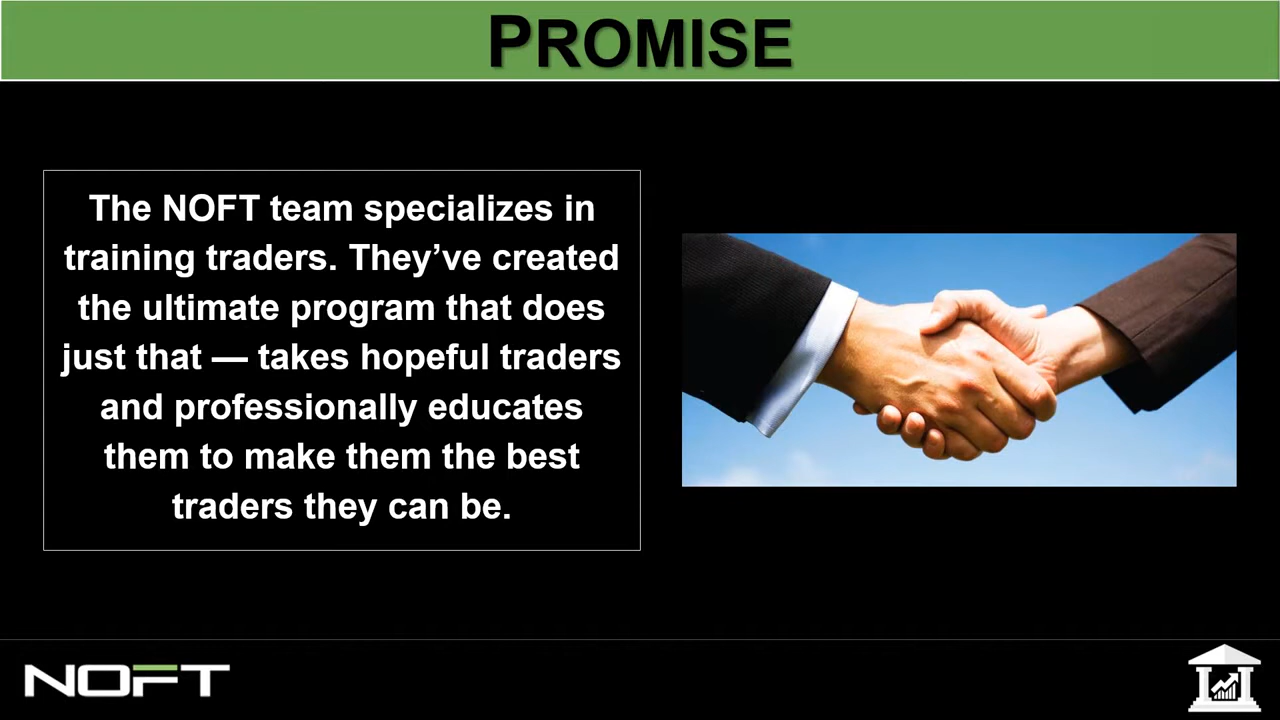 PROMISE
The NOFT team specializes in
training traders. They’ve created
the ultimate program that does
just that — takes hopeful traders
and professionally educates
them to make them the best
traders they can be.
NOFT